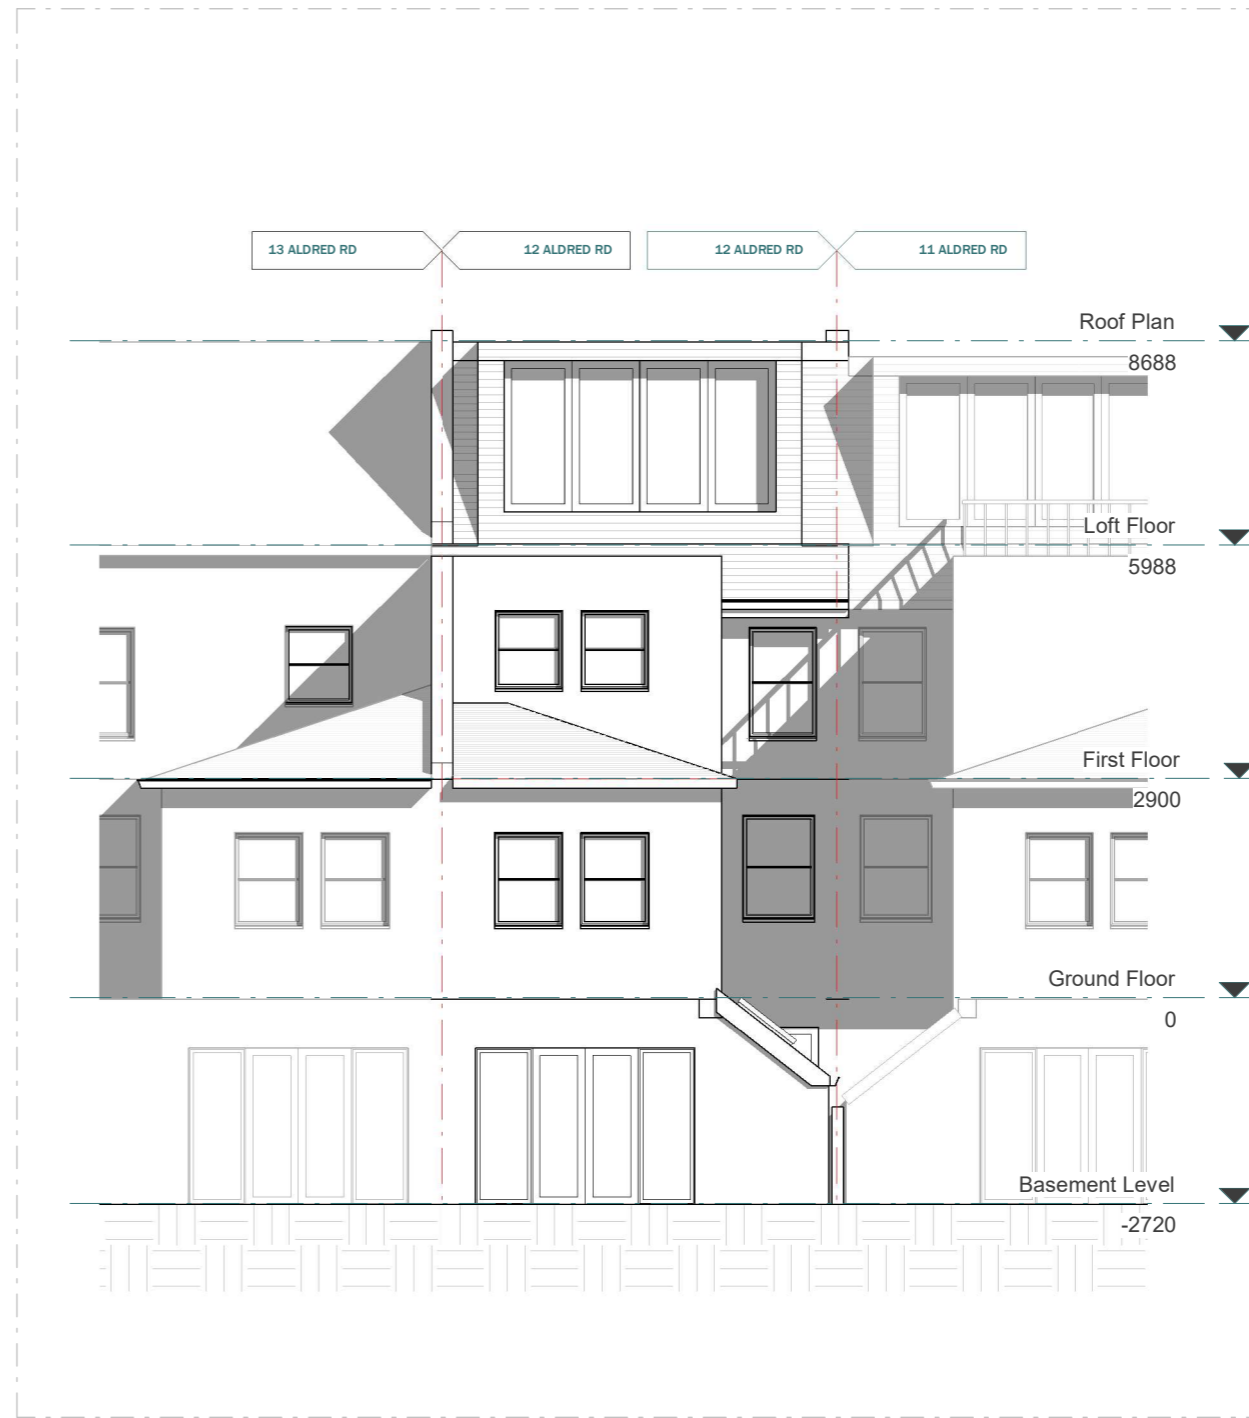 13 ALDRED RD
12 ALDRED RD
12 ALDRED RD
11 ALDRED RD
Roof Plan
8688
Loft Floor
5988
First Floor
2900
Ground Floor
0
Basement Level
-2720